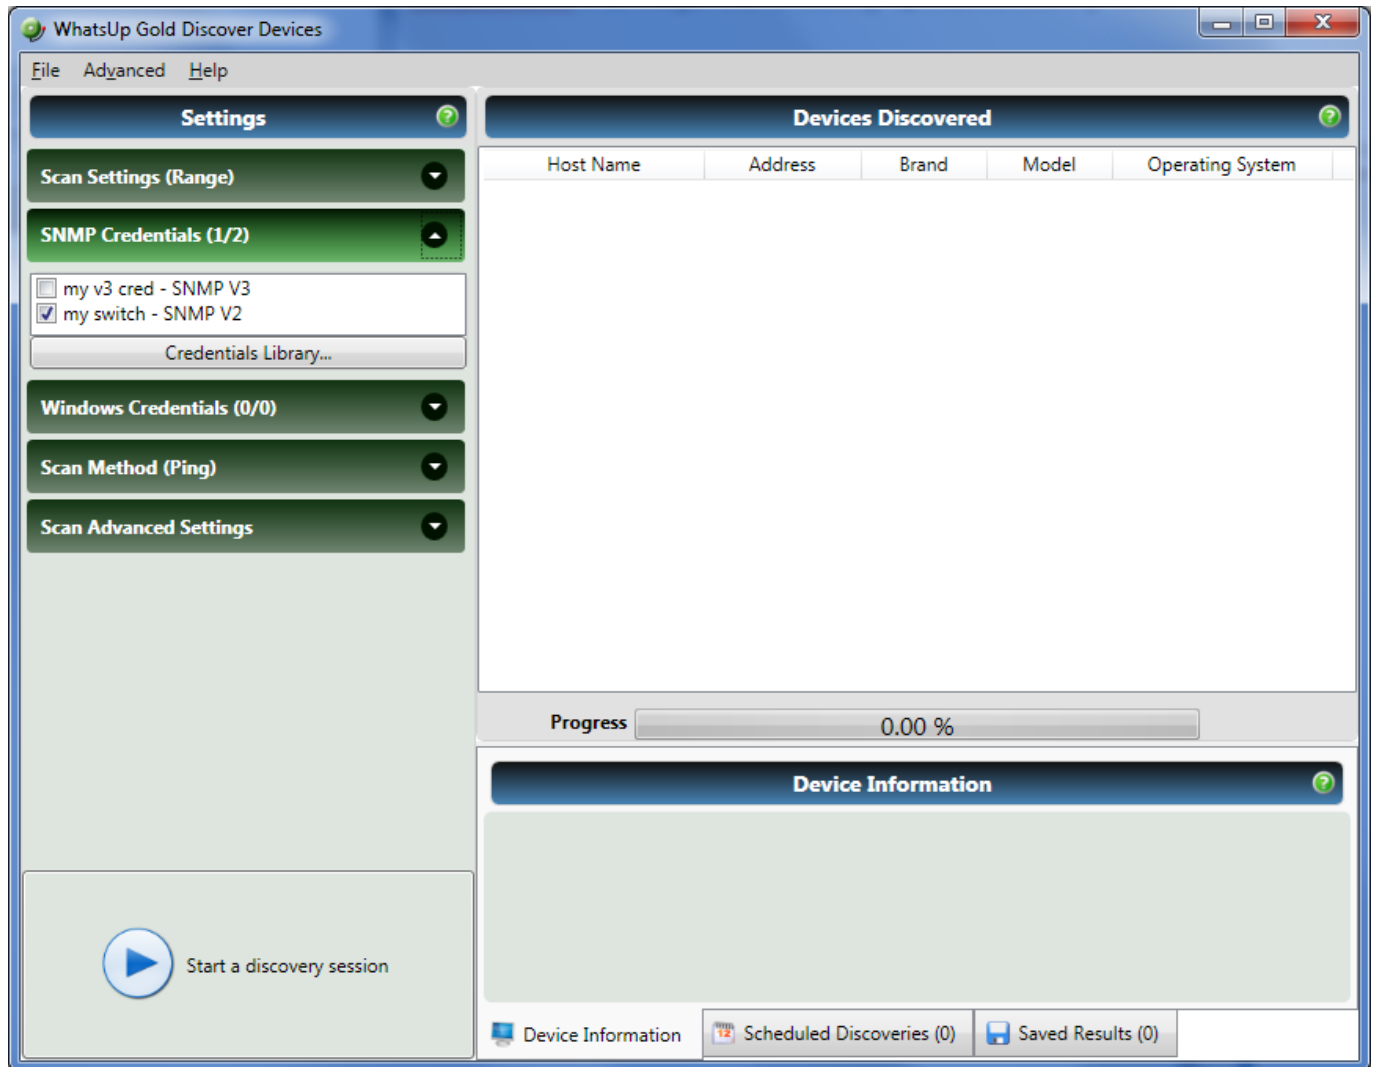 WhatsUp Gold Discover Devices
File Advanced Help
Settings
Scan Settings (Range)
SNMP Credentials (1/2)
my v3 cred - SNMP V3
my switch - SNMP V2
Credentials Library...
Windows Credentials (0/0)
Scan Method (Ping)
Scan Advanced Settings
Start a discovery session
Devices Discovered
Host Name Address Brand Model Operating System
Progress 0.00 %
Device Information
Device Information Scheduled Discoveries (0) Saved Results (0)